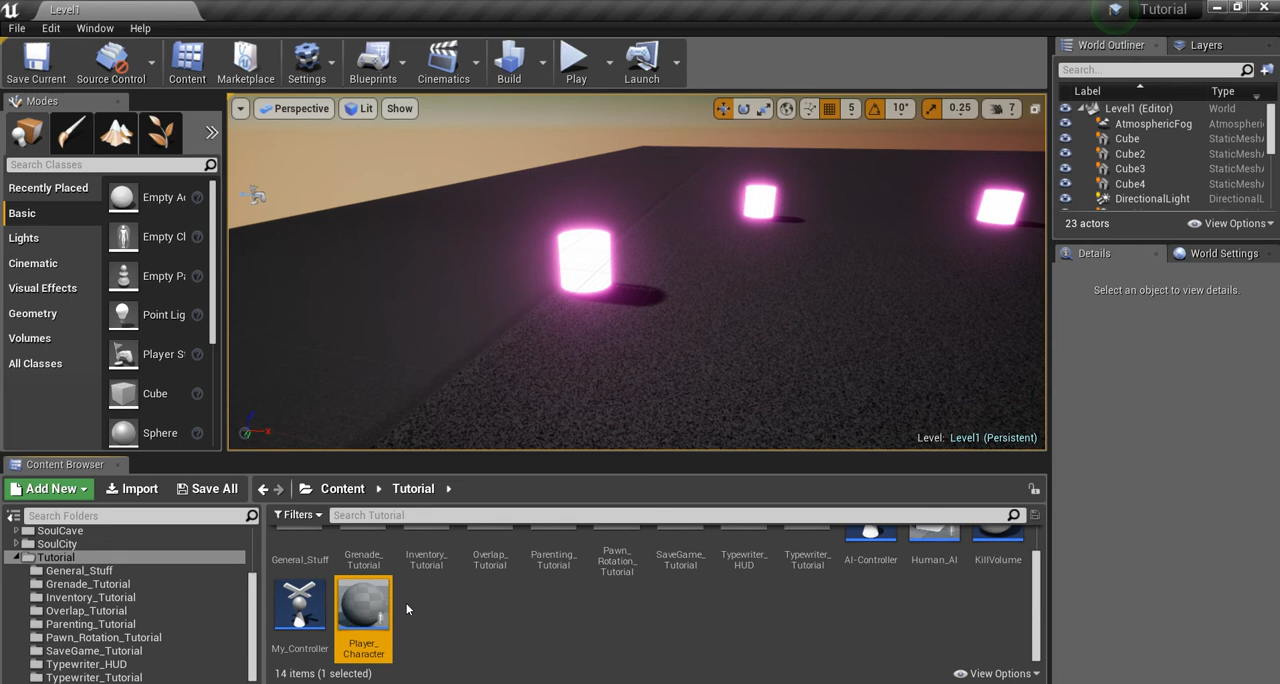 Level1
Tutorial
File Edit Window Help
Save Current Source Control Content Marketplace Settings Blueprints Cinematics Build Play Launch
Modes
Search Classes
Recently Placed
Basic
Lights
Cinematic
Visual Effects
Geometry
Volumes
All Classes
Empty A
Empty C
Empty P
Point Lig
Player S
Cube
Sphere
Perspective Lit Show
5 10° 0.25 7
Level: Level1 (Persistent)
World Outliner Layers
Search...
Label Type
Level1 (Editor) World
AtmosphericFog Atmospheri
Cube StaticMesh
Cube2 StaticMesh
Cube3 StaticMesh
Cube4 StaticMesh
DirectionalLight DirectionalL
23 actors View Options
Details World Settings
Select an object to view details.
Content Browser
Add New Import Save All Content Tutorial
Search Folders
Filters Search Tutorial
SoulCave
SoulCity
Tutorial
General_Stuff
Grenade_Tutorial
Inventory_Tutorial
Overlap_Tutorial
Parenting_Tutorial
Pawn_Rotation_Tutorial
SaveGame_Tutorial
Typewriter_HUD
Typewriter_Tutorial
General_Stuff
Grenade_
Tutorial
Inventory_
Tutorial
Overlap_
Tutorial
Parenting_
Tutorial
Pawn_
Rotation_
Tutorial
SaveGame_
Tutorial
Typewriter_
HUD
Typewriter_
Tutorial
AI-Controller
Human_AI
KillVolume
My_Controller
Player_
Character
14 items (1 selected) View Options